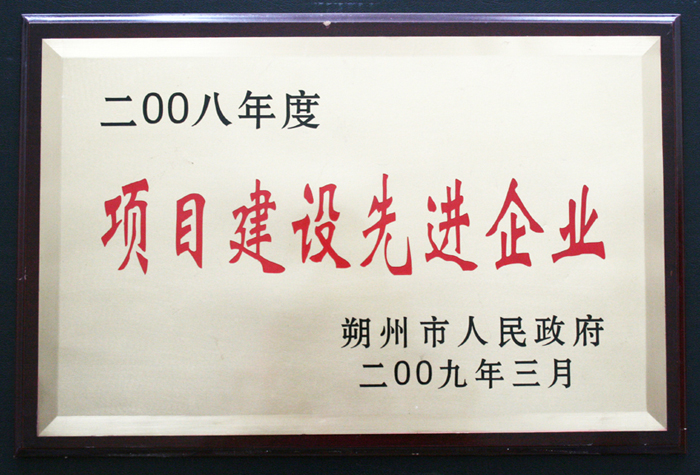 二00八年度
项目建设先进企业
朔州市人民政府
二00九年三月